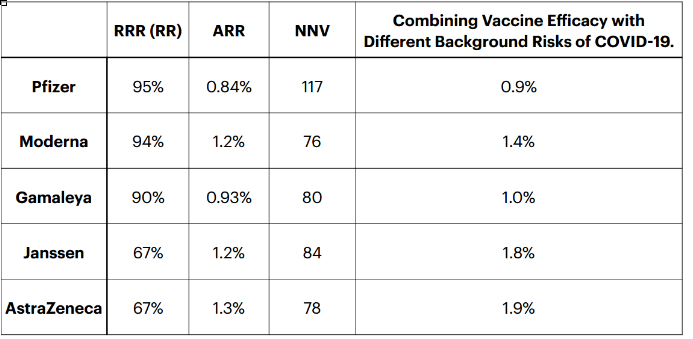 RRR (RR) ARR NNV Combining Vaccine Efficacy with
Different Background Risks of COVID-19.
Pfizer 95% 0.84% 117 0.9%
Moderna 94% 1.2% 76 1.4%
Gamaleya 90% 0.93% 80 1.0%
Janssen 67% 1.2% 84 1.8%
AstraZeneca 67% 1.3% 78 1.9%